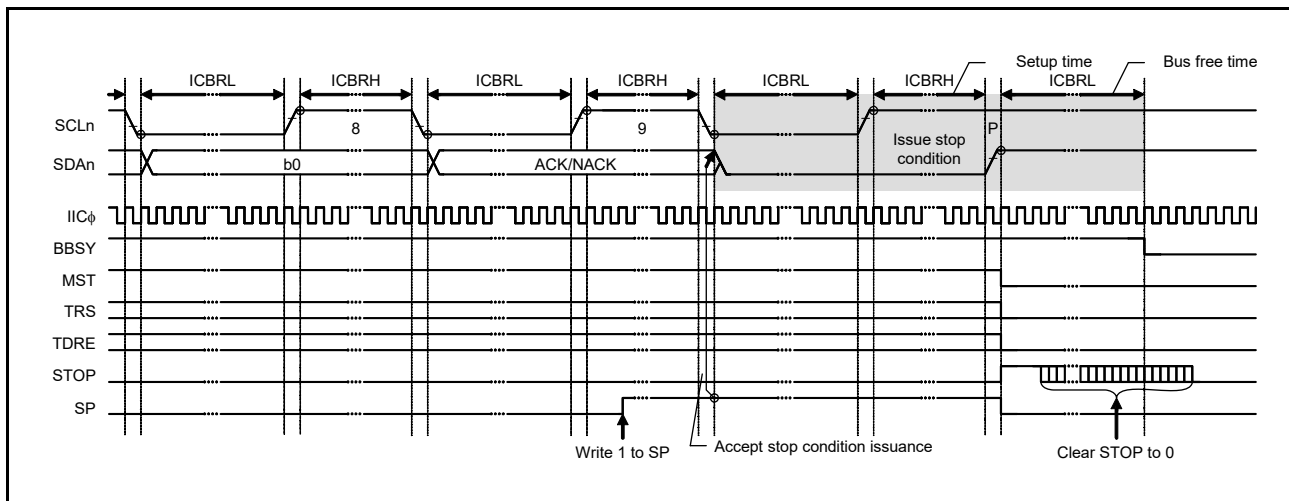 Setup time
Bus free time
ICBRL
ICBRH
ICBRL
ICBRH
ICBRL
ICBRH
ICBRL
SCLn
8
9
Issue stop
condition
P
SDAn
b0
ACK/NACK
IICϕ
BBSY
MST
TRS
TDRE
STOP
SP
Write 1 to SP
Accept stop condition issuance
Clear STOP to 0